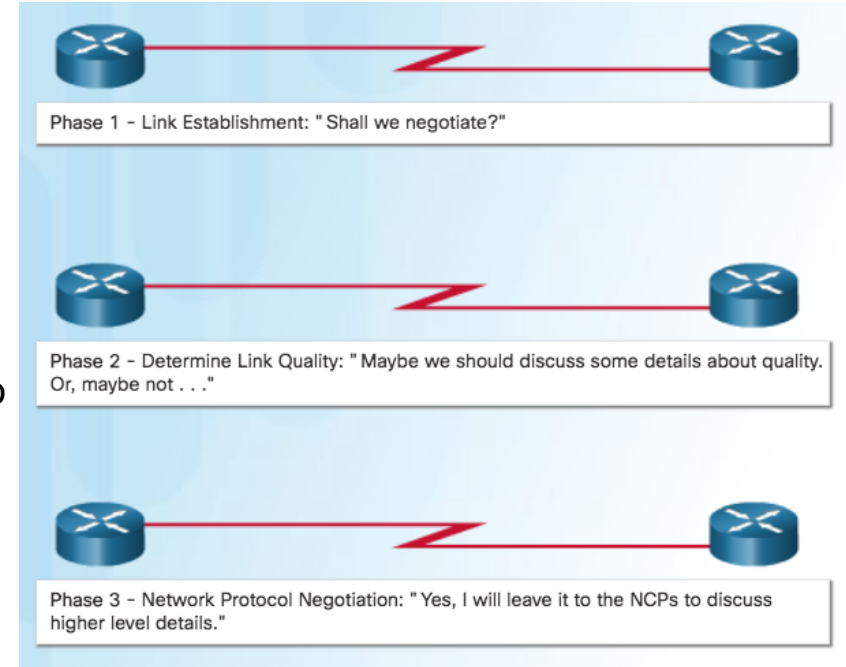 Phase 1 - Link Establishment: "Shall we negotiate?"
Phase 2 - Determine Link Quality: "Maybe we should discuss some details about quality.
Or, maybe not . . ."
Phase 3 - Network Protocol Negotiation: "Yes, I will leave it to the NCPs to discuss
higher level details."